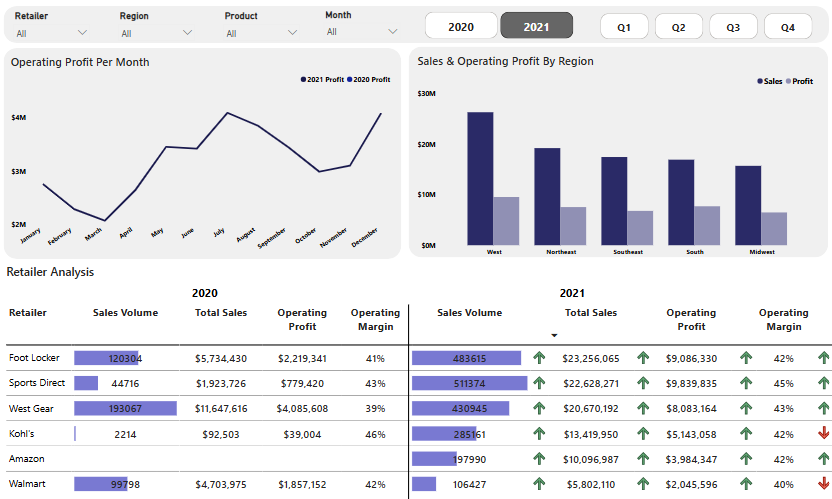 Retailer Region Product Month
All All All All
2020 2021 Q1 Q2 Q3 Q4
Operating Profit Per Month
2021 Profit 2020 Profit
$4M
$3M
$2M
January February March April May June July August September October November December
Sales & Operating Profit By Region
Sales Profit
$30M
$20M
$10M
$0M
West Northeast Southeast South Midwest
Retailer Analysis
2020 2021
Retailer Sales Volume Total Sales Operating Profit Operating Margin Sales Volume Total Sales Operating Profit Operating Margin
Foot Locker 120304 $5,734,430 $2,219,341 41% 483615 $23,256,065 $9,086,330 42%
Sports Direct 44716 $1,923,726 $779,420 43% 511374 $22,628,271 $9,839,835 45%
West Gear 193067 $11,647,616 $4,085,608 39% 430945 $20,670,192 $8,083,164 43%
Kohl's 2214 $92,503 $39,004 46% 285161 $13,419,950 $5,143,058 42%
Amazon 197990 $10,096,987 $3,984,347 42%
Walmart 99798 $4,703,975 $1,857,152 42% 106427 $5,802,110 $2,045,596 40%